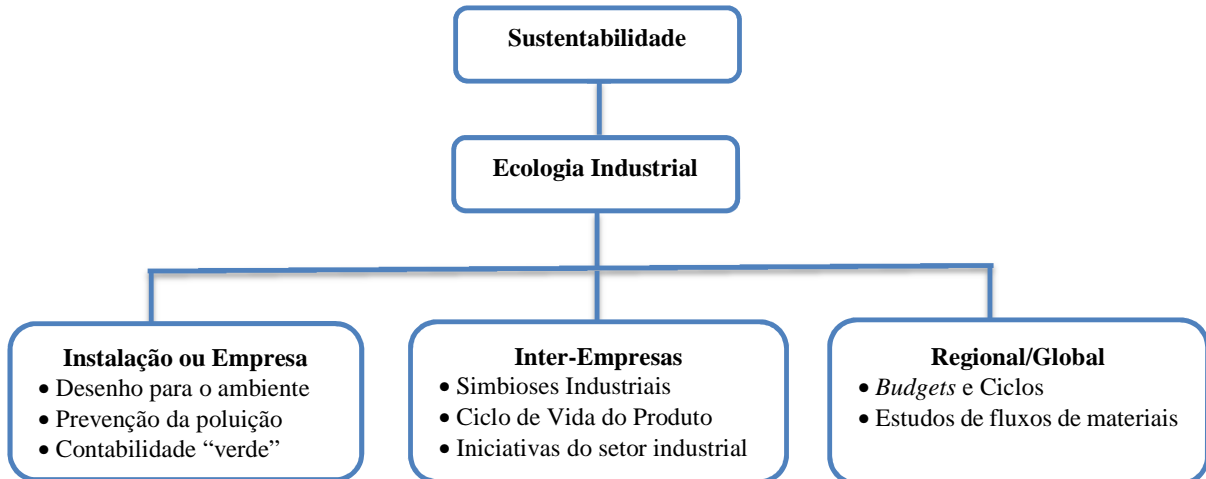 Sustentabilidade
Ecologia Industrial
Instalação ou Empresa
• Desenho para o ambiente
• Prevenção da poluição
• Contabilidade “verde”
Inter-Empresas
• Simbioses Industriais
• Ciclo de Vida do Produto
• Iniciativas do setor industrial
Regional/Global
• Budgets e Ciclos
• Estudos de fluxos de materiais